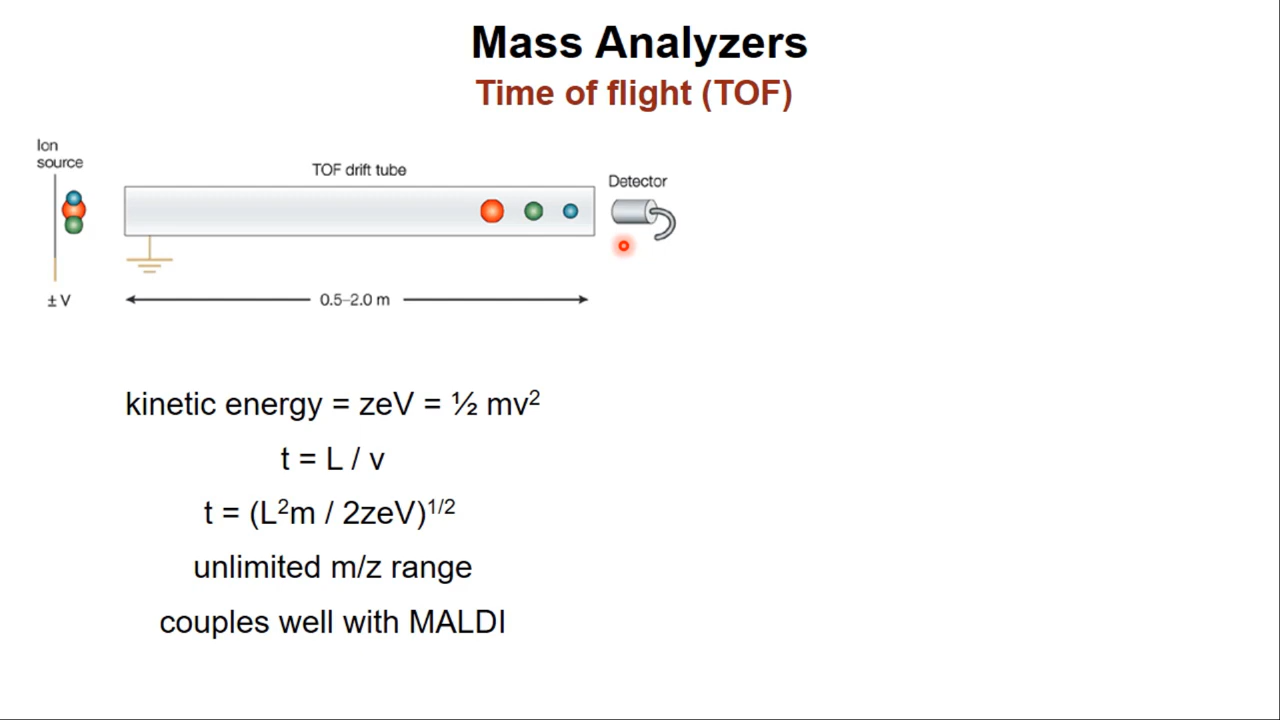 Mass Analyzers
Time of flight (TOF)
Ion
source
TOF drift tube
Detector
± V
0.5–2.0 m
kinetic energy = zeV = ½ mv²
t = L / v
t = (L²m / 2zeV)¹/²
unlimited m/z range
couples well with MALDI